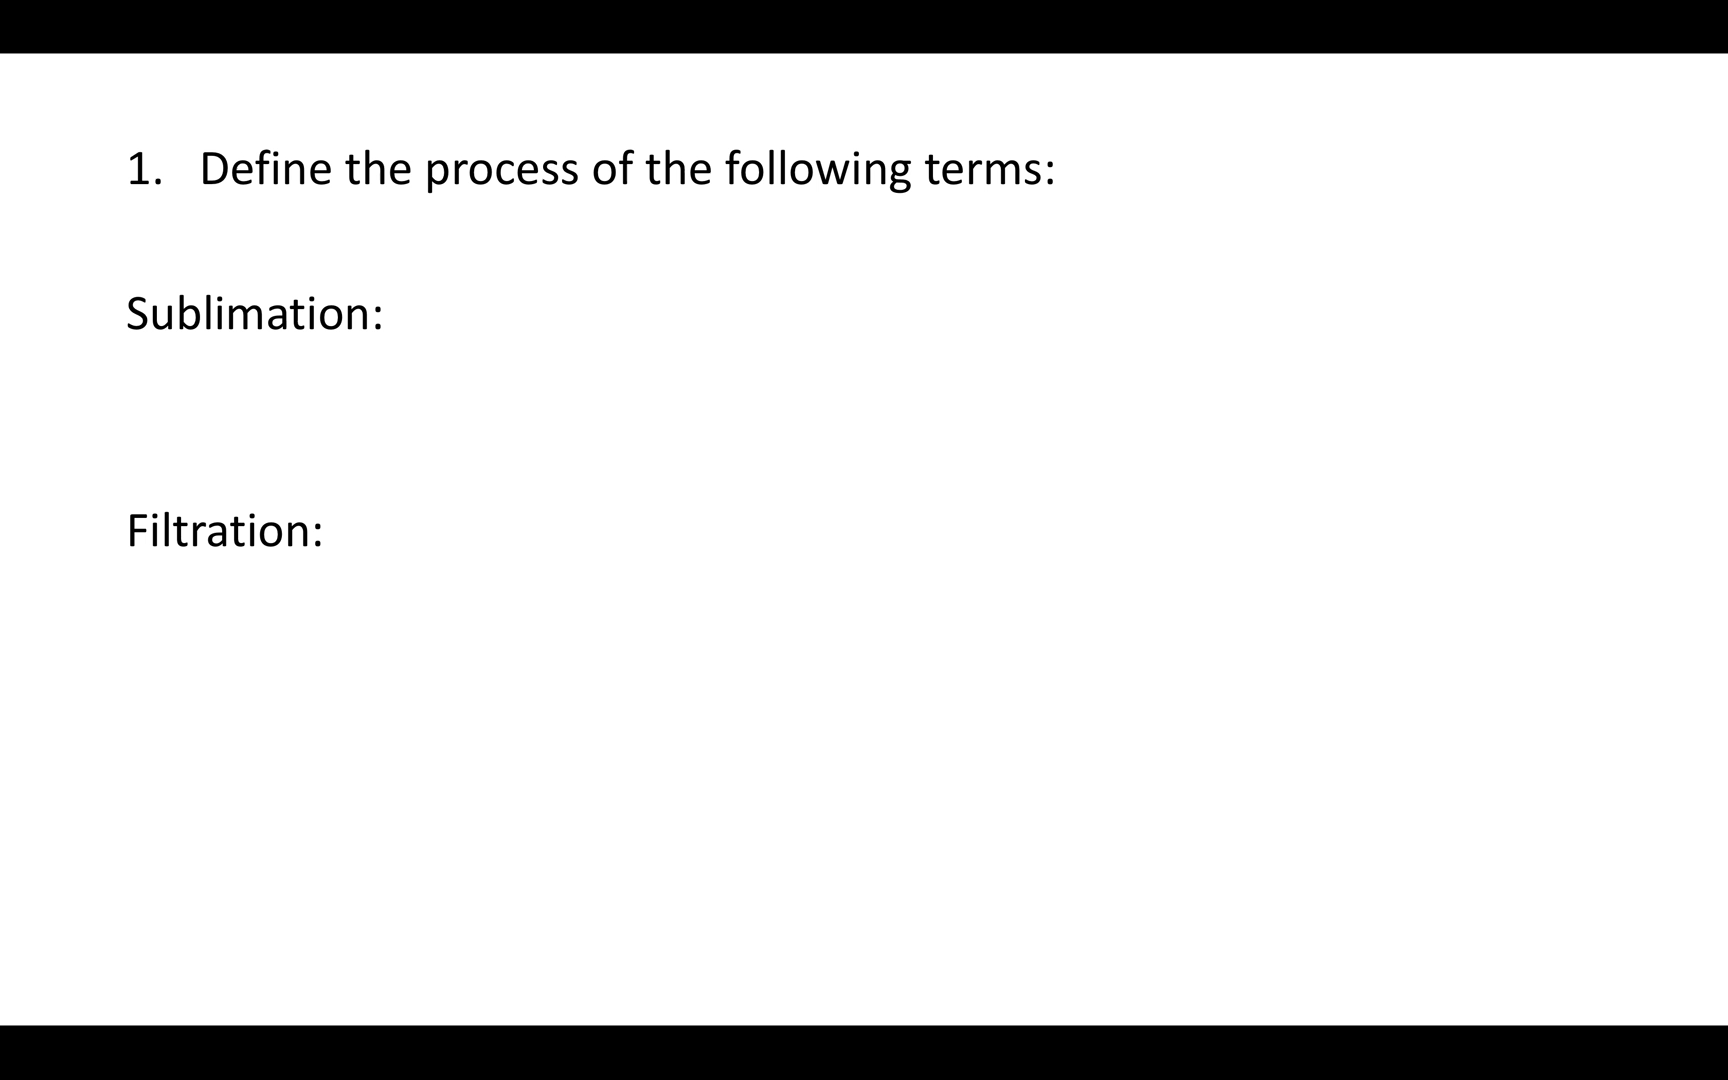 1. Define the process of the following terms:
Sublimation:
Filtration: